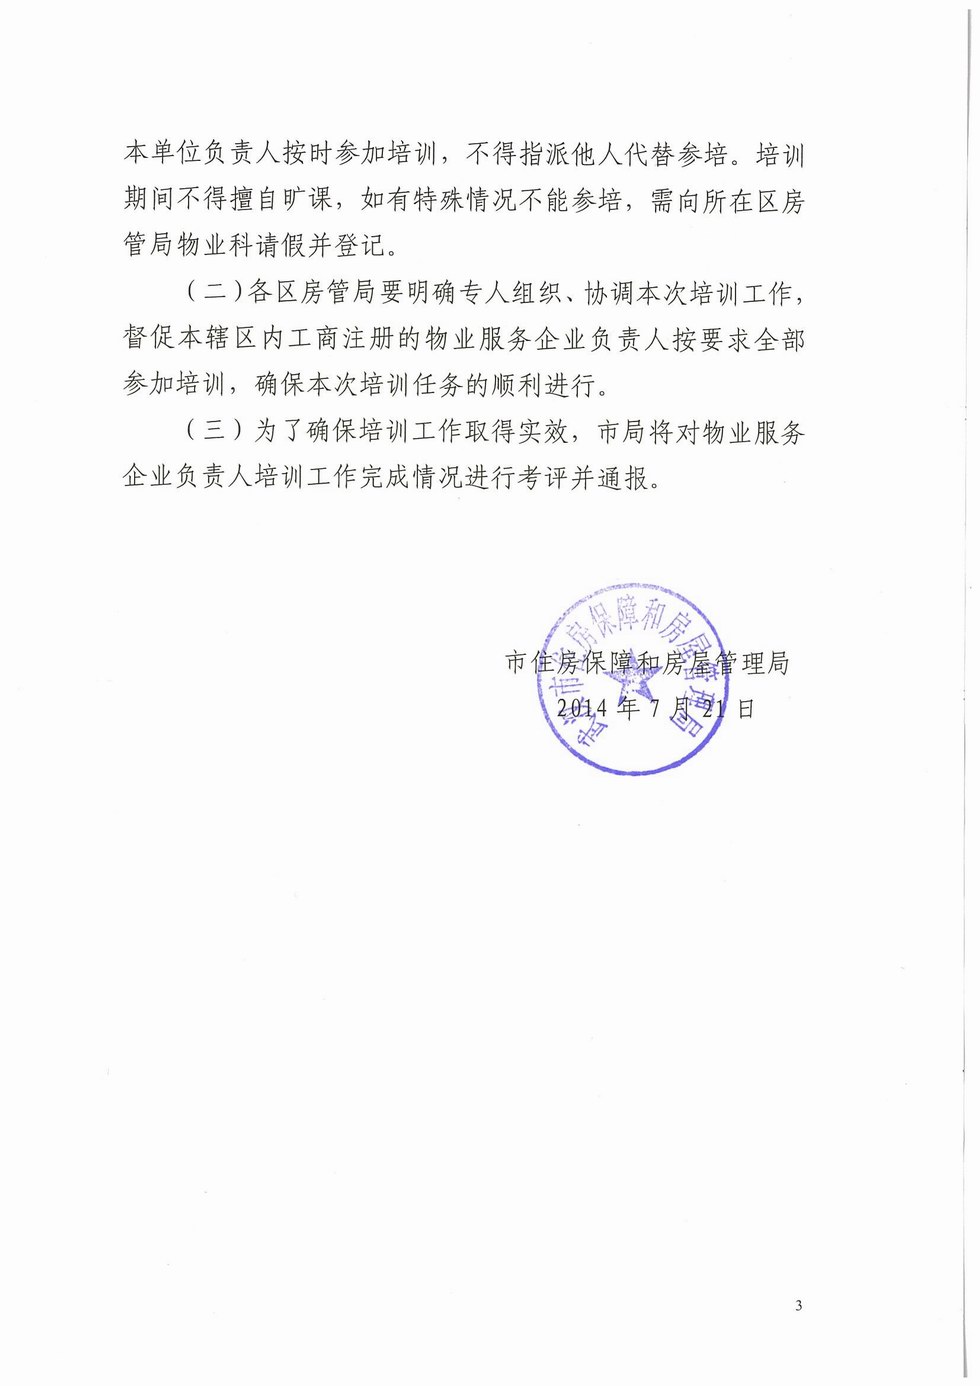 本单位负责人按时参加培训，不得指派他人代替参培。培训
期间不得擅自旷课，如有特殊情况不能参培，需向所在区房
管局物业科请假并登记。
（二）各区房管局要明确专人组织、协调本次培训工作，
督促本辖区内工商注册的物业服务企业负责人按要求全部
参加培训，确保本次培训任务的顺利进行。
（三）为了确保培训工作取得实效，市局将对物业服务
企业负责人培训工作完成情况进行考评并通报。
武汉市住房保障和房屋管理局
市住房保障和房屋管理局
2014年7月21日
3